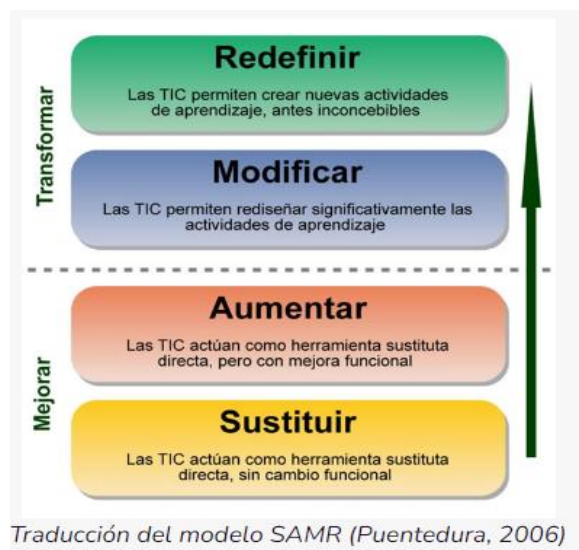 Transformar
Redefinir
Las TIC permiten crear nuevas actividades
de aprendizaje, antes inconcebibles
Modificar
Las TIC permiten rediseñar significativamente las
actividades de aprendizaje
Mejorar
Aumentar
Las TIC actúan como herramienta sustituta
directa, pero con mejora funcional
Sustituir
Las TIC actúan como herramienta sustituta
directa, sin cambio funcional
Traducción del modelo SAMR (Puentedura, 2006)